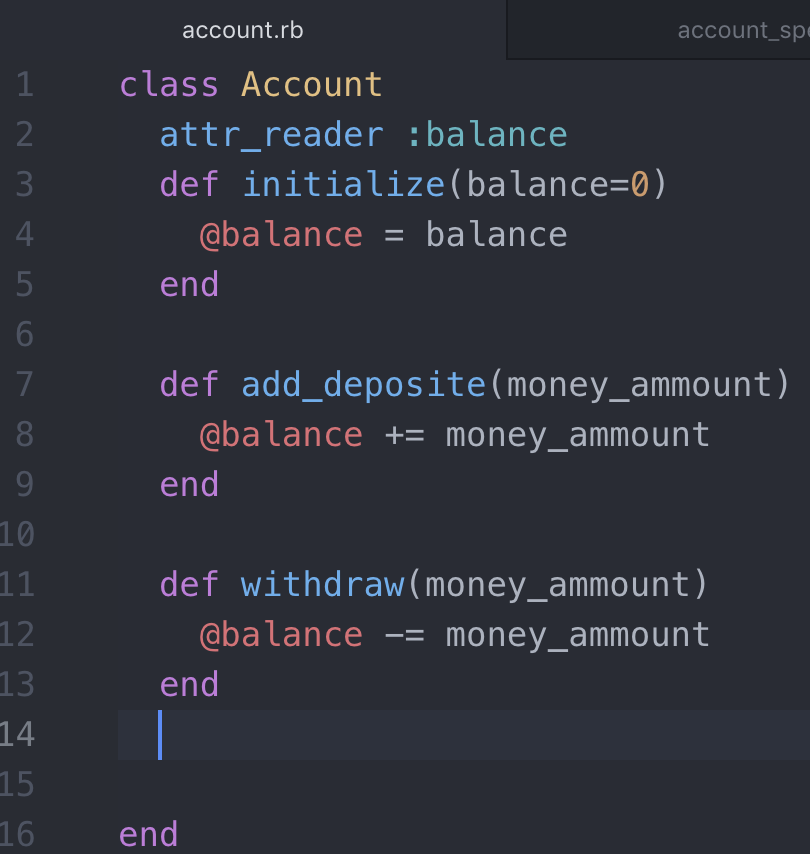 account.rb
account_sp
1 class Account
2   attr_reader :balance
3   def initialize(balance=0)
4     @balance = balance
5   end
6
7   def add_deposite(money_ammount)
8     @balance += money_ammount
9   end
10
11   def withdraw(money_ammount)
12     @balance -= money_ammount
13   end
14
15
16 end